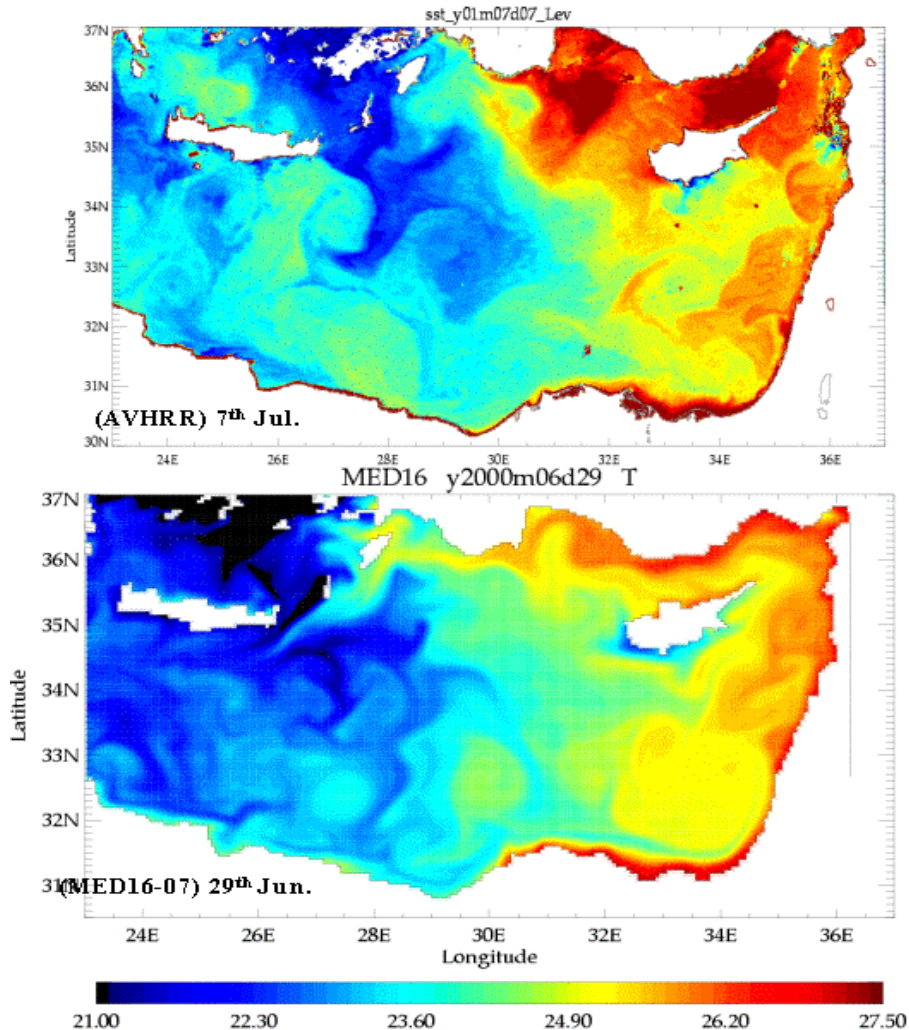 sst_y01m07d07_Lev
37N
36N
35N
34N
33N
32N
31N
30N
Latitude
(AVHRR) 7th Jul.
24E 26E 28E 30E 32E 34E 36E
MED16 y2000m06d29 T
37N
36N
35N
34N
33N
32N
Latitude
(MED16-07) 29th Jun.
24E 26E 28E 30E 32E 34E 36E
Longitude
21.00 22.30 23.60 24.90 26.20 27.50